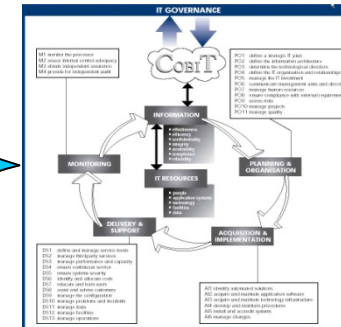 IT GOVERNANCE
M1 monitor the processes
M2 assess internal control adequacy
M3 obtain independent assurance
M4 provide for independent audit
COBIT
PO1 define a strategic IT plan
PO2 define the information architecture
PO3 determine the technological direction
PO4 define the IT organisation and relationships
PO5 manage the IT investment
PO6 communicate management aims and direct
PO7 manage human resources
PO8 ensure compliance with external requirem
PO9 assess risks
PO10 manage projects
PO11 manage quality
INFORMATION
effectiveness
efficiency
confidentiality
integrity
availability
compliance
reliability
MONITORING
PLANNING &
ORGANISATION
IT RESOURCES
people
application systems
technology
facilities
data
DELIVERY &
SUPPORT
ACQUISITION &
IMPLEMENTATION
DS1 define and manage service levels
DS2 manage third-party services
DS3 manage performance and capacity
DS4 ensure continuous service
DS5 ensure systems security
DS6 identify and allocate costs
DS7 educate and train users
DS8 assist and advise customers
DS9 manage the configuration
DS10 manage problems and incidents
DS11 manage data
DS12 manage facilities
DS13 manage operations
AI1 identify automated solutions
AI2 acquire and maintain application software
AI3 acquire and maintain technology infrastructure
AI4 develop and maintain procedures
AI5 install and accredit systems
AI6 manage changes